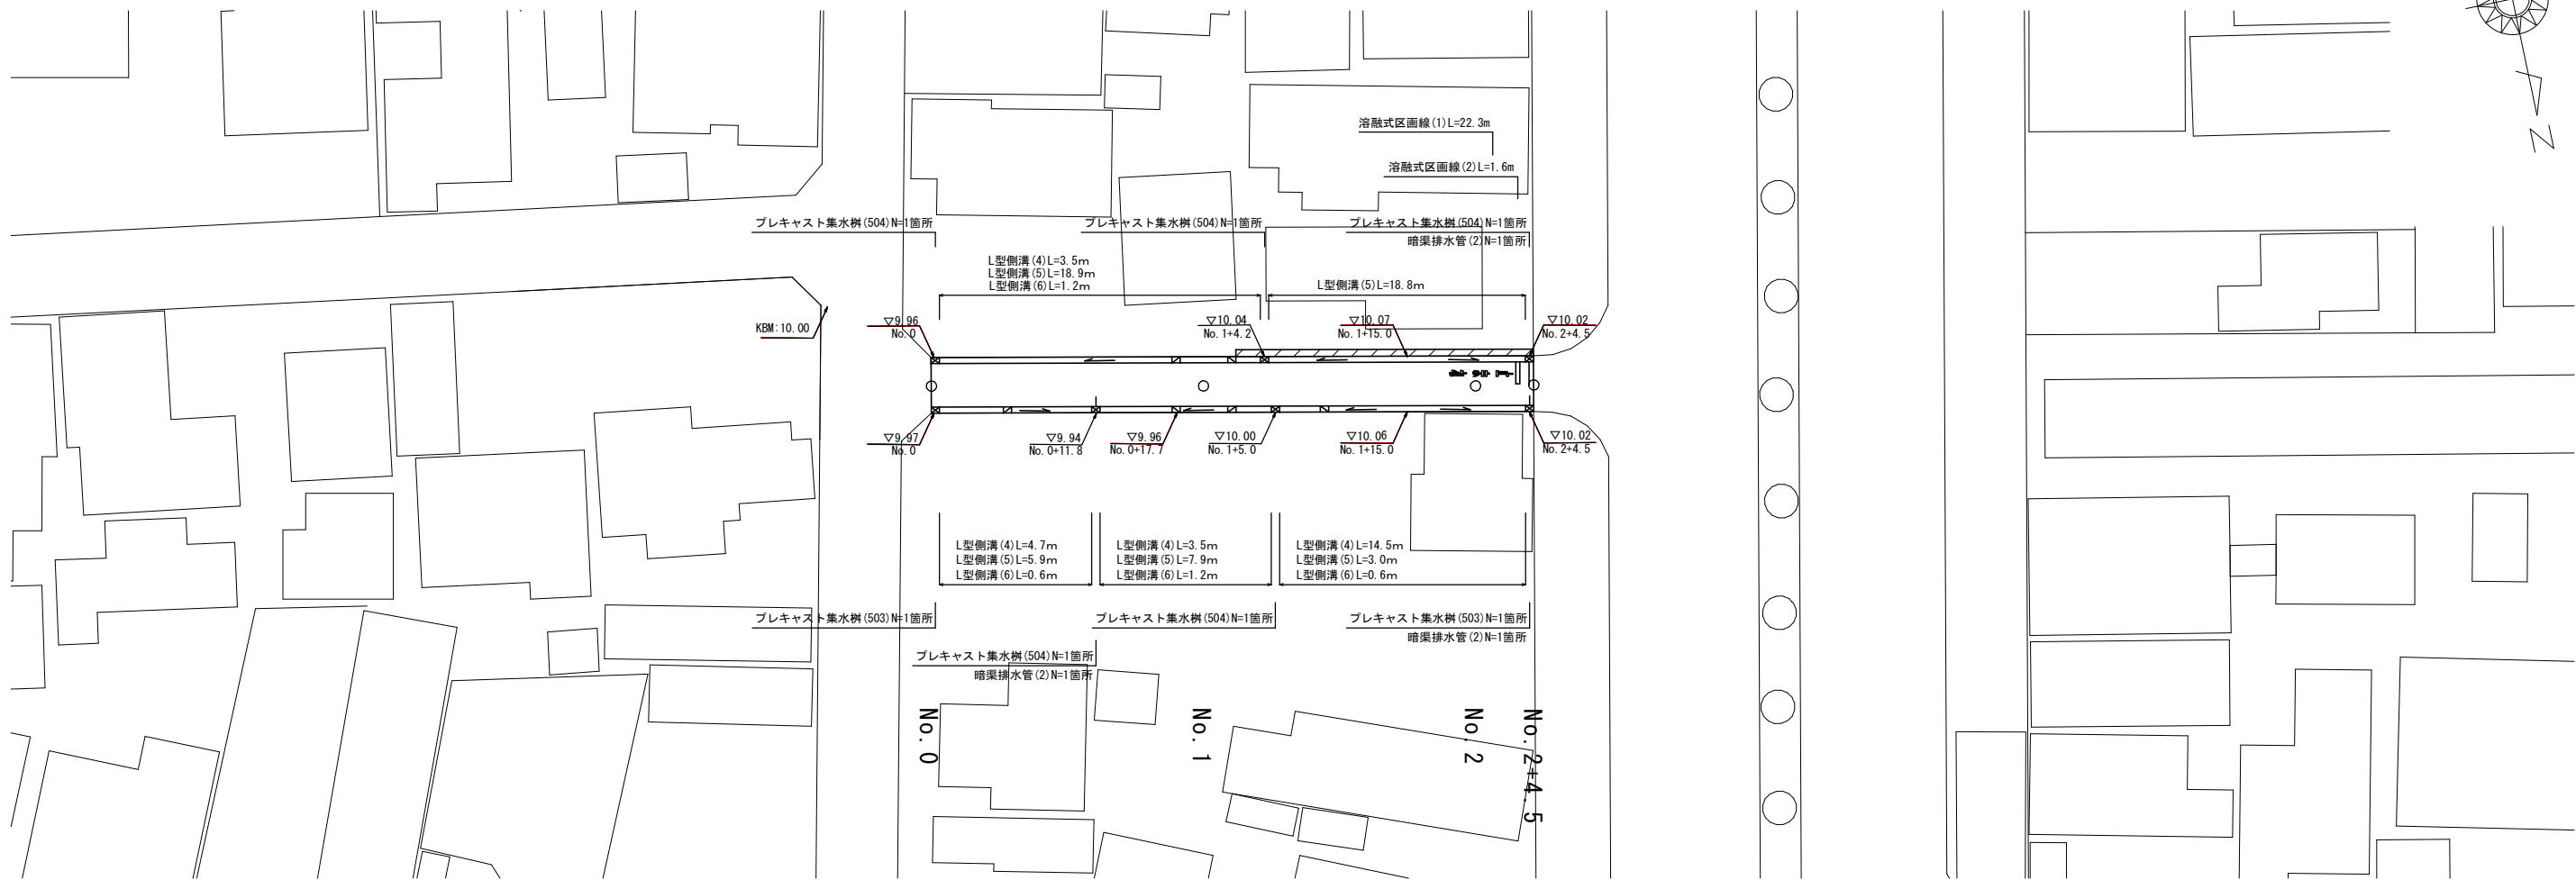 溶融式区画線(1)L=22.3m
溶融式区画線(2)L=1.6m
プレキャスト集水桝(504)N=1箇所
プレキャスト集水桝(504)N=1箇所
プレキャスト集水桝(504)N=1箇所
暗渠排水管(2)N=1箇所
L型側溝(4)L=3.5m
L型側溝(5)L=18.9m
L型側溝(6)L=1.2m
L型側溝(5)L=18.8m
KBM:10.00
▽9.96
No.0
▽10.04
No.1+4.2
▽10.07
No.1+15.0
▽10.02
No.2+4.5
止まれ
▽9.97
No.0
▽9.94
No.0+11.8
▽9.96
No.0+17.7
▽10.00
No.1+5.0
▽10.06
No.1+15.0
▽10.02
No.2+4.5
L型側溝(4)L=4.7m
L型側溝(5)L=5.9m
L型側溝(6)L=0.6m
L型側溝(4)L=3.5m
L型側溝(5)L=7.9m
L型側溝(6)L=1.2m
L型側溝(4)L=14.5m
L型側溝(5)L=3.0m
L型側溝(6)L=0.6m
プレキャスト集水桝(503)N=1箇所
プレキャスト集水桝(504)N=1箇所
プレキャスト集水桝(503)N=1箇所
暗渠排水管(2)N=1箇所
プレキャスト集水桝(504)N=1箇所
暗渠排水管(2)N=1箇所
No.0
No.1
No.2
No.2+4.5
N